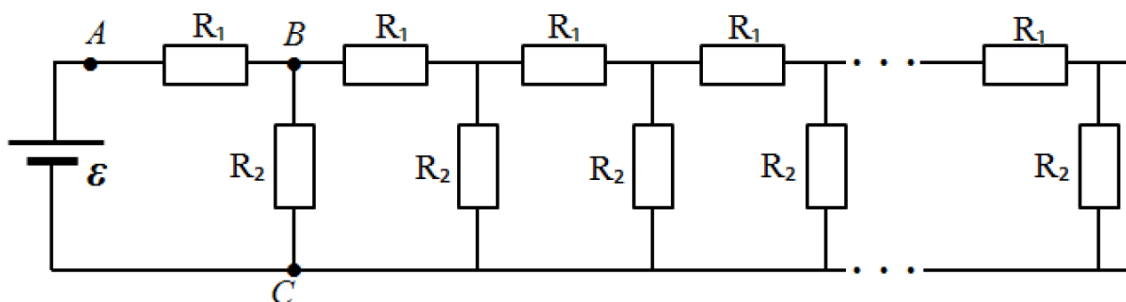 A R₁ B R₁ R₁ R₁ . . . R₁
ε R₂ R₂ R₂ R₂ R₂
C . . .